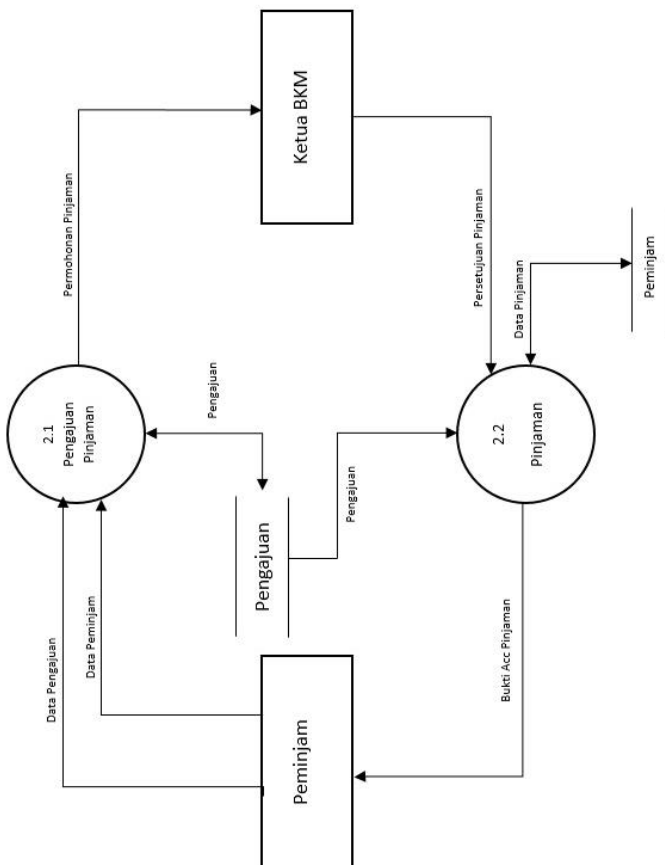 2.1
Pengajuan
Pinjaman
Data Pengajuan
Data Peminjam
Permohonan Pinjaman
Pengajuan
Peminjam
Pengajuan
Ketua BKM
Pengajuan
Persetujuan Pinjaman
2.2
Pinjaman
Bukti Acc Pinjaman
Data Pinjaman
Peminjam